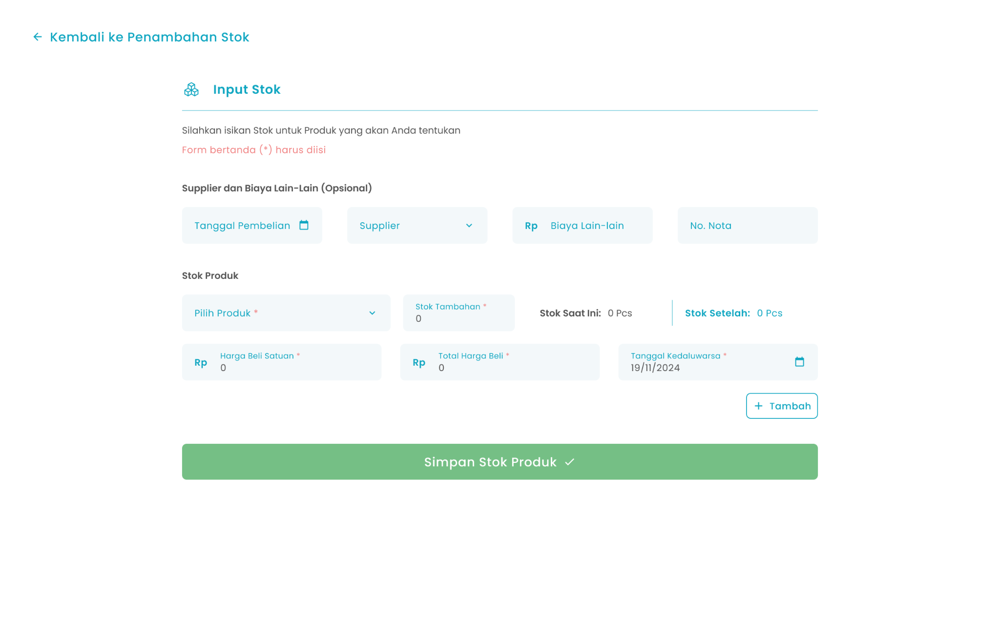 Kembali ke Penambahan Stok
Input Stok
Silahkan isikan Stok untuk Produk yang akan Anda tentukan
Form bertanda (*) harus diisi
Supplier dan Biaya Lain-Lain (Opsional)
Tanggal Pembelian
Supplier
Rp Biaya Lain-lain
No. Nota
Stok Produk
Pilih Produk *
Stok Tambahan *
0
Stok Saat Ini: 0 Pcs
Stok Setelah: 0 Pcs
Rp
Harga Beli Satuan *
0
Rp
Total Harga Beli *
0
Tanggal Kedaluwarsa *
19/11/2024
+ Tambah
Simpan Stok Produk